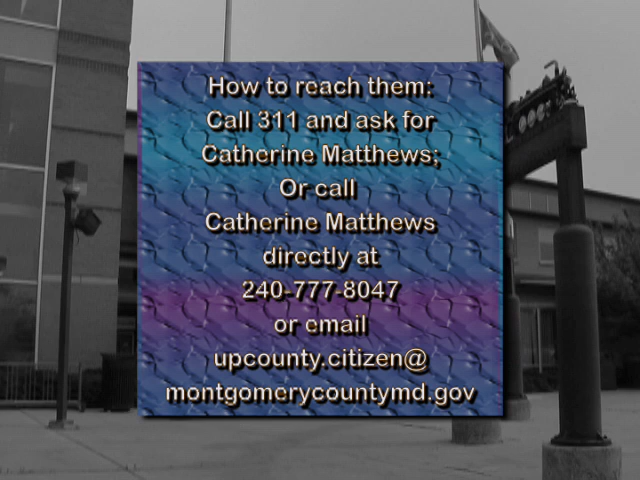 How to reach them:
Call 311 and ask for
Catherine Matthews;
Or call
Catherine Matthews
directly at
240-777-8047
or email
upcounty.citizen@
montgomerycountymd.gov